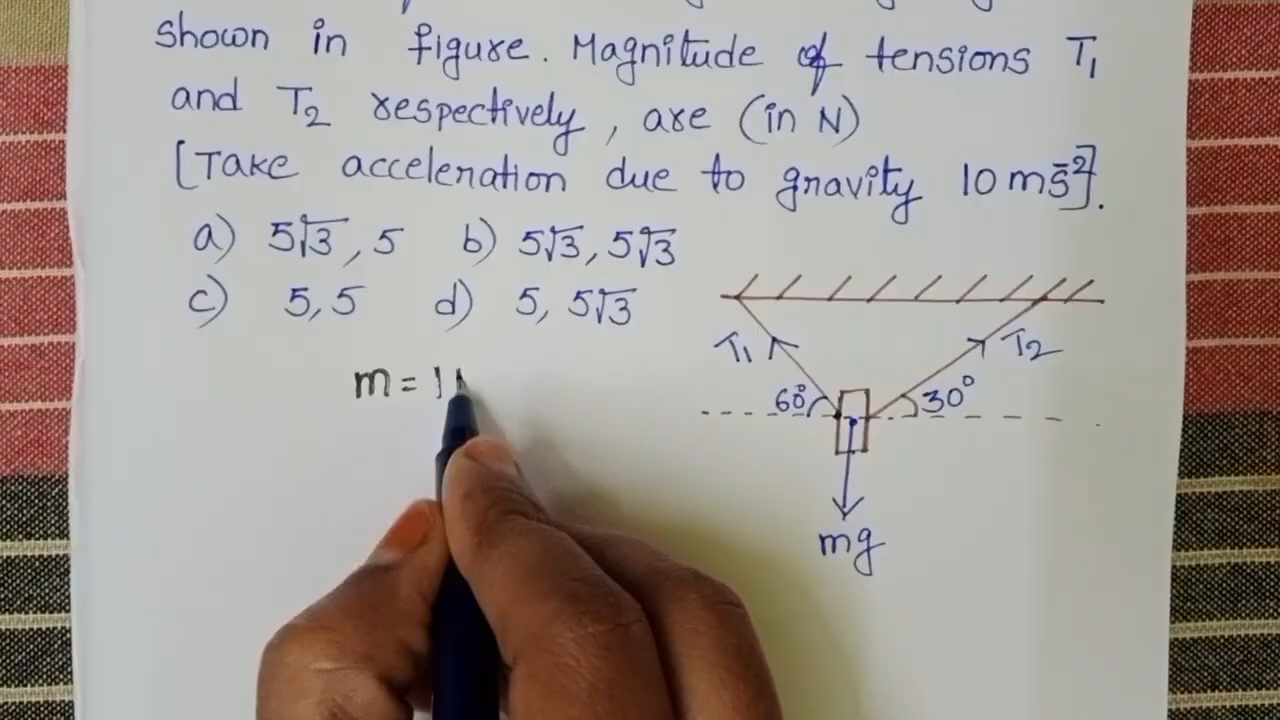 shown in figure. Magnitude of tensions T₁
and T₂ respectively, are (in N)
[Take acceleration due to gravity 10 ms⁻²].
a) 5√3, 5 b) 5√3, 5√3
c) 5, 5 d) 5, 5√3
T₁ T₂
60° 30°
m = 1
mg